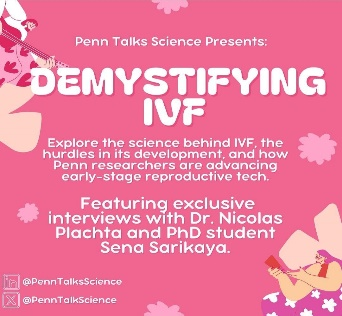 Penn Talks Science Presents:
DEMYSTIFYING
IVF
Explore the science behind IVF, the
hurdles in its development, and how
Penn researchers are advancing
early-stage reproductive tech.
Featuring exclusive
interviews with Dr. Nicolas
Plachta and PhD student
Sena Sarikaya.
in @PennTalksScience
X @PennTalkScience